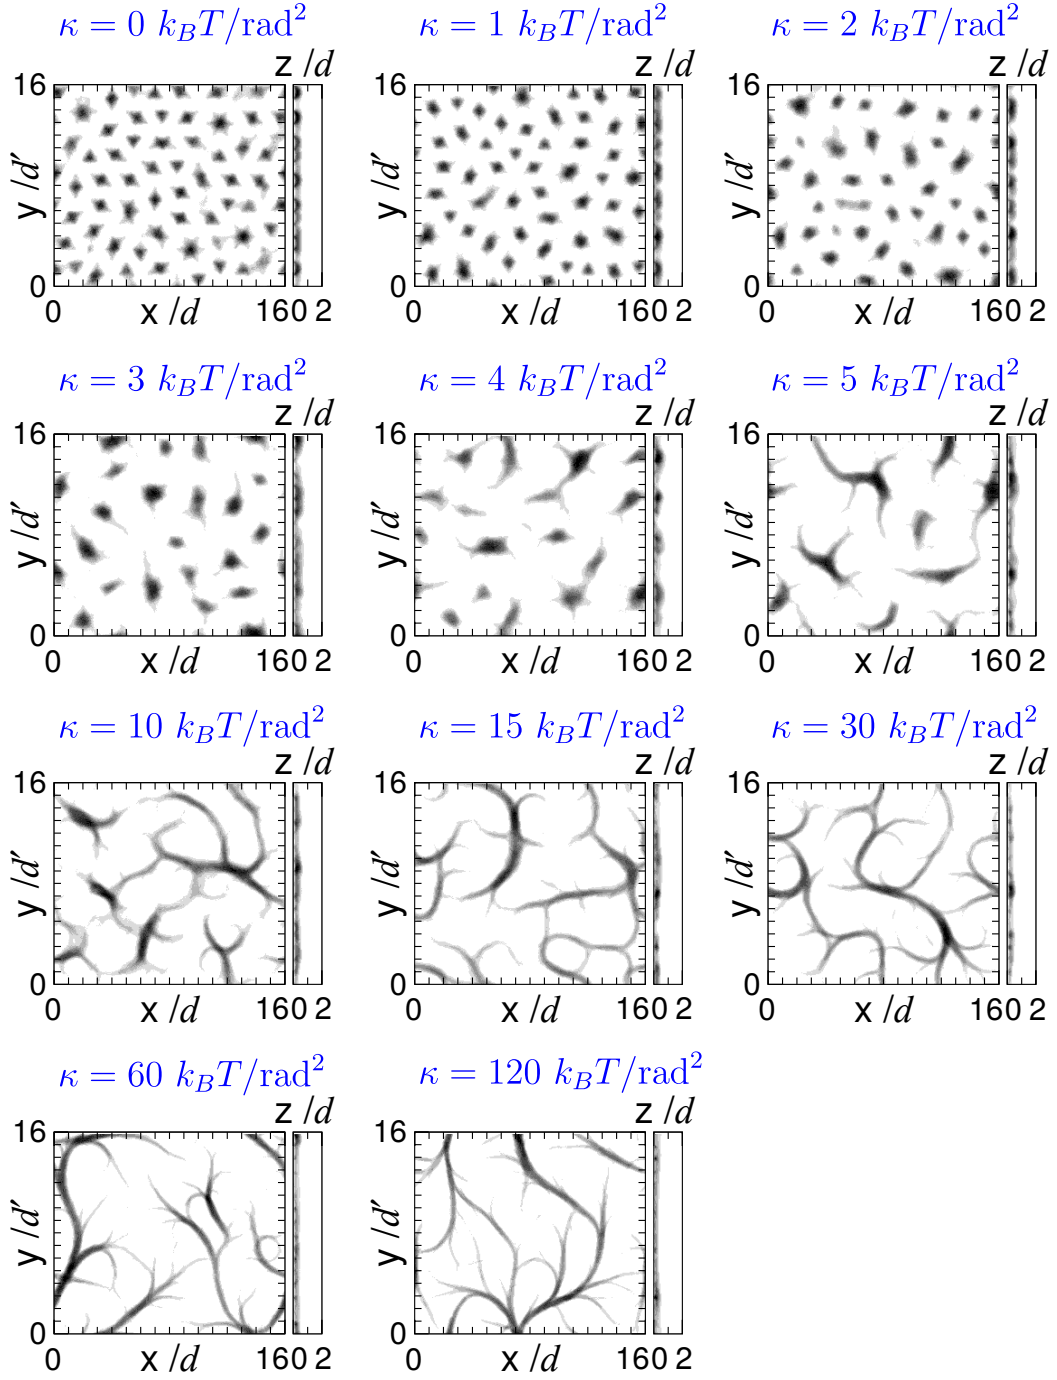 κ = 0 k_BT/rad²
κ = 1 k_BT/rad²
κ = 2 k_BT/rad²
z /d
z /d
z /d
16
16
16
y /d′
y /d′
y /d′
0
0
0
0 x /d 160 2
0 x /d 160 2
0 x /d 160 2
κ = 3 k_BT/rad²
κ = 4 k_BT/rad²
κ = 5 k_BT/rad²
z /d
z /d
z /d
16
16
16
y /d′
y /d′
y /d′
0
0
0
0 x /d 160 2
0 x /d 160 2
0 x /d 160 2
κ = 10 k_BT/rad²
κ = 15 k_BT/rad²
κ = 30 k_BT/rad²
z /d
z /d
z /d
16
16
16
y /d′
y /d′
y /d′
0
0
0
0 x /d 160 2
0 x /d 160 2
0 x /d 160 2
κ = 60 k_BT/rad²
κ = 120 k_BT/rad²
z /d
z /d
16
16
y /d′
y /d′
0
0
0 x /d 160 2
0 x /d 160 2